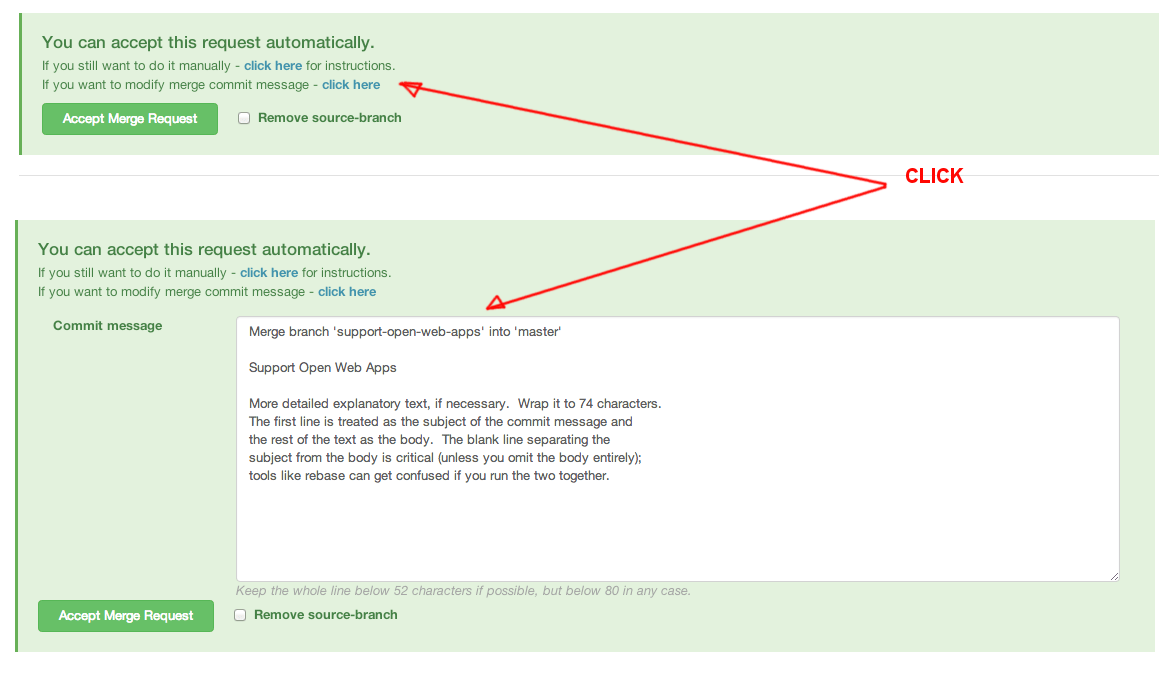 You can accept this request automatically.
If you still want to do it manually - click here for instructions.
If you want to modify merge commit message - click here
Accept Merge Request
Remove source-branch
CLICK
You can accept this request automatically.
If you still want to do it manually - click here for instructions.
If you want to modify merge commit message - click here
Commit message
Merge branch 'support-open-web-apps' into 'master'
Support Open Web Apps
More detailed explanatory text, if necessary.  Wrap it to 74 characters.
The first line is treated as the subject of the commit message and
the rest of the text as the body.  The blank line separating the
subject from the body is critical (unless you omit the body entirely);
tools like rebase can get confused if you run the two together.
Keep the whole line below 52 characters if possible, but below 80 in any case.
Accept Merge Request
Remove source-branch